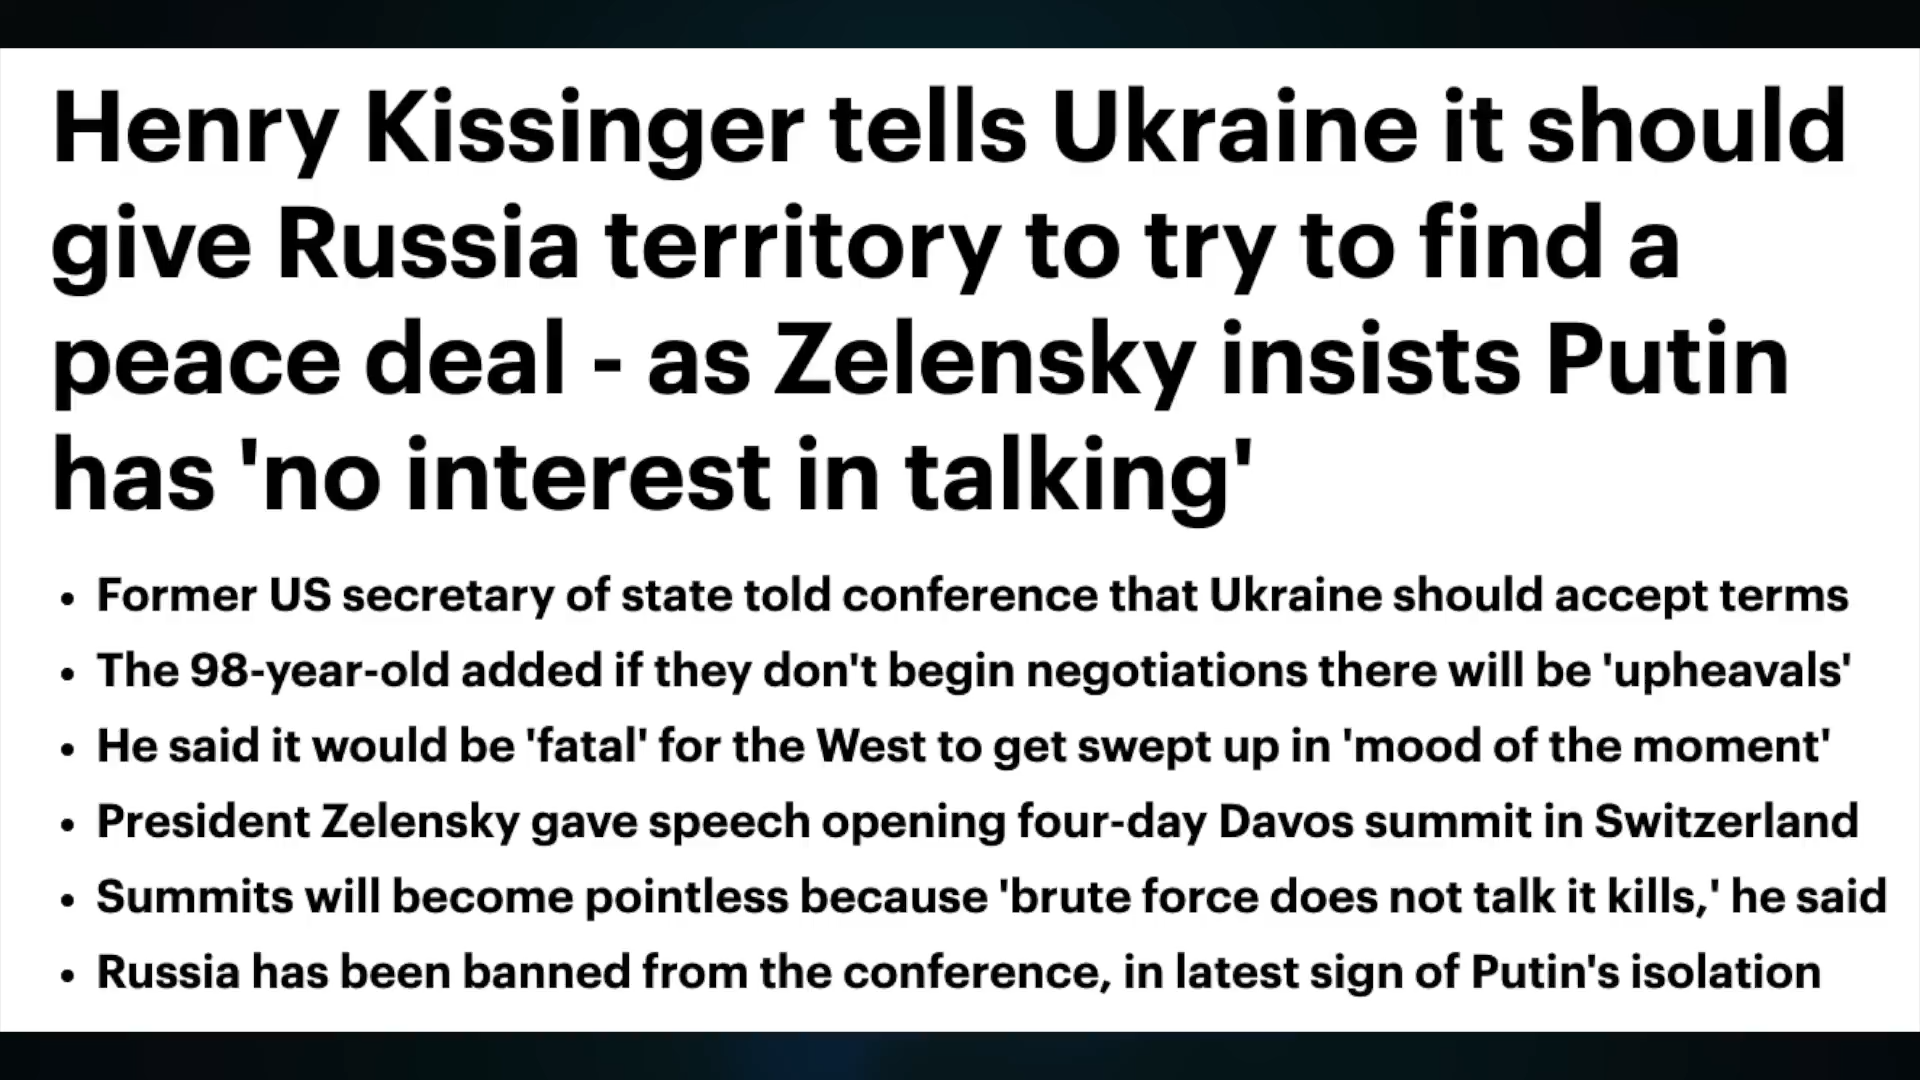 Henry Kissinger tells Ukraine it should
give Russia territory to try to find a
peace deal - as Zelensky insists Putin
has 'no interest in talking'
• Former US secretary of state told conference that Ukraine should accept terms
• The 98-year-old added if they don't begin negotiations there will be 'upheavals'
• He said it would be 'fatal' for the West to get swept up in 'mood of the moment'
• President Zelensky gave speech opening four-day Davos summit in Switzerland
• Summits will become pointless because 'brute force does not talk it kills,' he said
• Russia has been banned from the conference, in latest sign of Putin's isolation